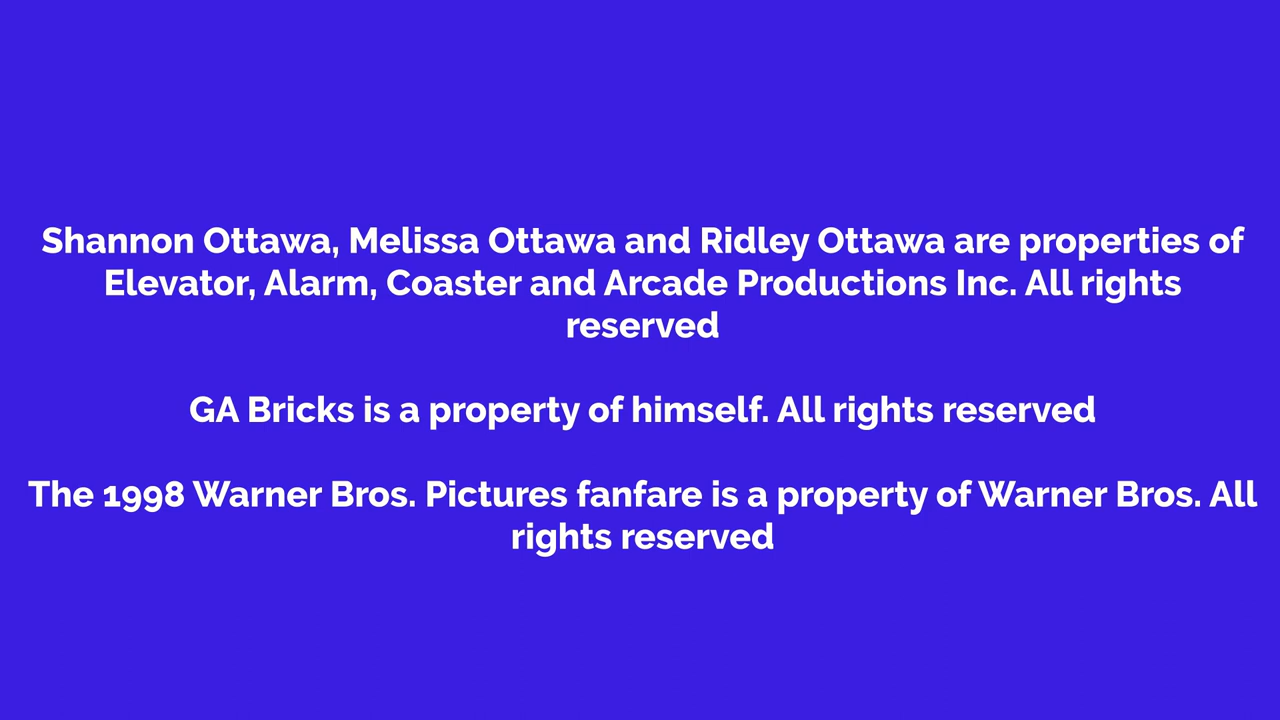 Shannon Ottawa, Melissa Ottawa and Ridley Ottawa are properties of
Elevator, Alarm, Coaster and Arcade Productions Inc. All rights
reserved
GA Bricks is a property of himself. All rights reserved
The 1998 Warner Bros. Pictures fanfare is a property of Warner Bros. All
rights reserved